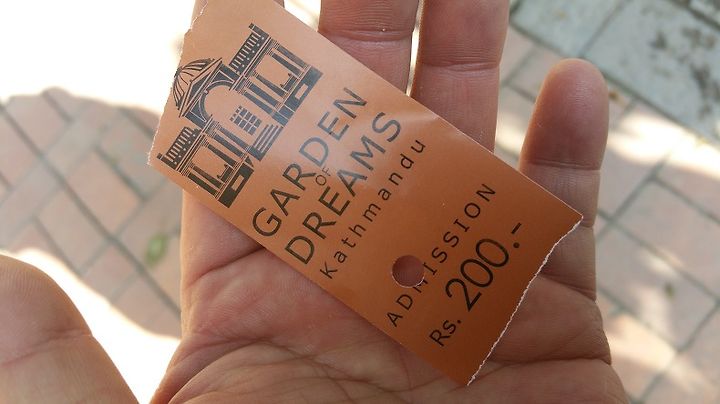 GARDEN
OF
DREAMS
Kathmandu
ADMISSION
Rs. 200.-